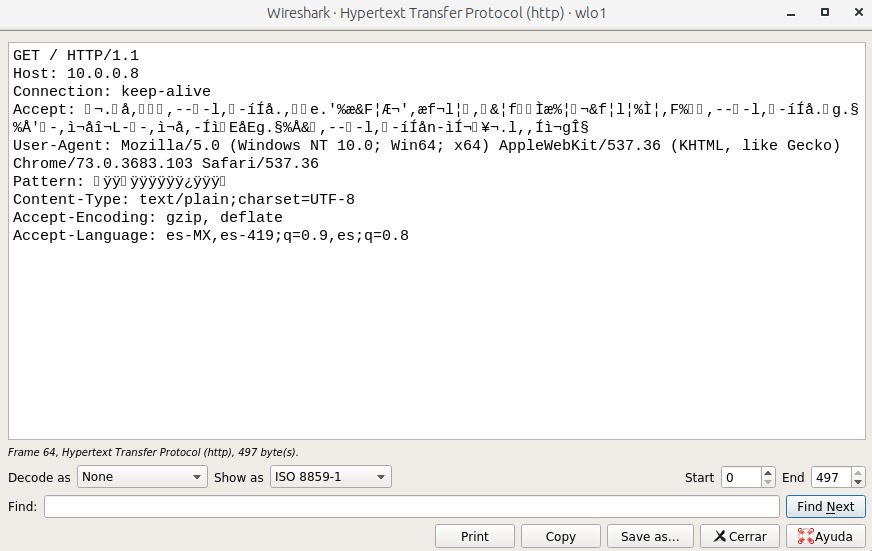 Wireshark · Hypertext Transfer Protocol (http) · wlo1
GET / HTTP/1.1
Host: 10.0.0.8
Connection: keep-alive
Accept:
User-Agent: Mozilla/5.0 (Windows NT 10.0; Win64; x64) AppleWebKit/537.36 (KHTML, like Gecko)
Chrome/73.0.3683.103 Safari/537.36
Pattern:
Content-Type: text/plain;charset=UTF-8
Accept-Encoding: gzip, deflate
Accept-Language: es-MX,es-419;q=0.9,es;q=0.8
Frame 64, Hypertext Transfer Protocol (http), 497 byte(s).
Decode as None Show as ISO 8859-1 Start 0 End 497
Find: Find Next
Print Copy Save as... Cerrar Ayuda